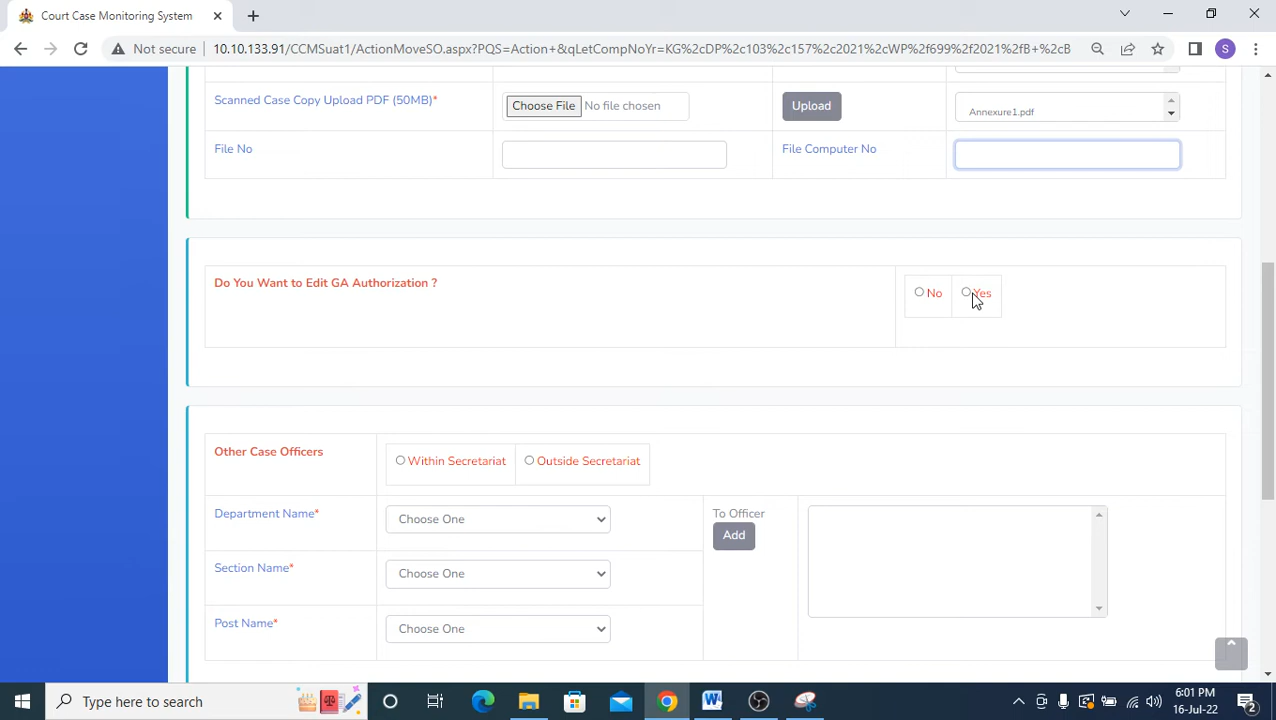 Court Case Monitoring System
Not secure
10.10.133.91/CCMSuat1/ActionMoveSO.aspx?PQS=Action+&qLetCompNoYr=KG%2cDP%2c103%2c157%2c2021%2cWP%2f699%2f2021%2fB+%2cB
S
Scanned Case Copy Upload PDF (50MB)*
Choose File No file chosen
Upload
Annexure1.pdf
File No
File Computer No
Do You Want to Edit GA Authorization ?
No
Yes
Other Case Officers
Within Secretariat
Outside Secretariat
Department Name*
Choose One
To Officer
Add
Section Name*
Choose One
Post Name*
Choose One
Type here to search
6:01 PM
16-Jul-22
2